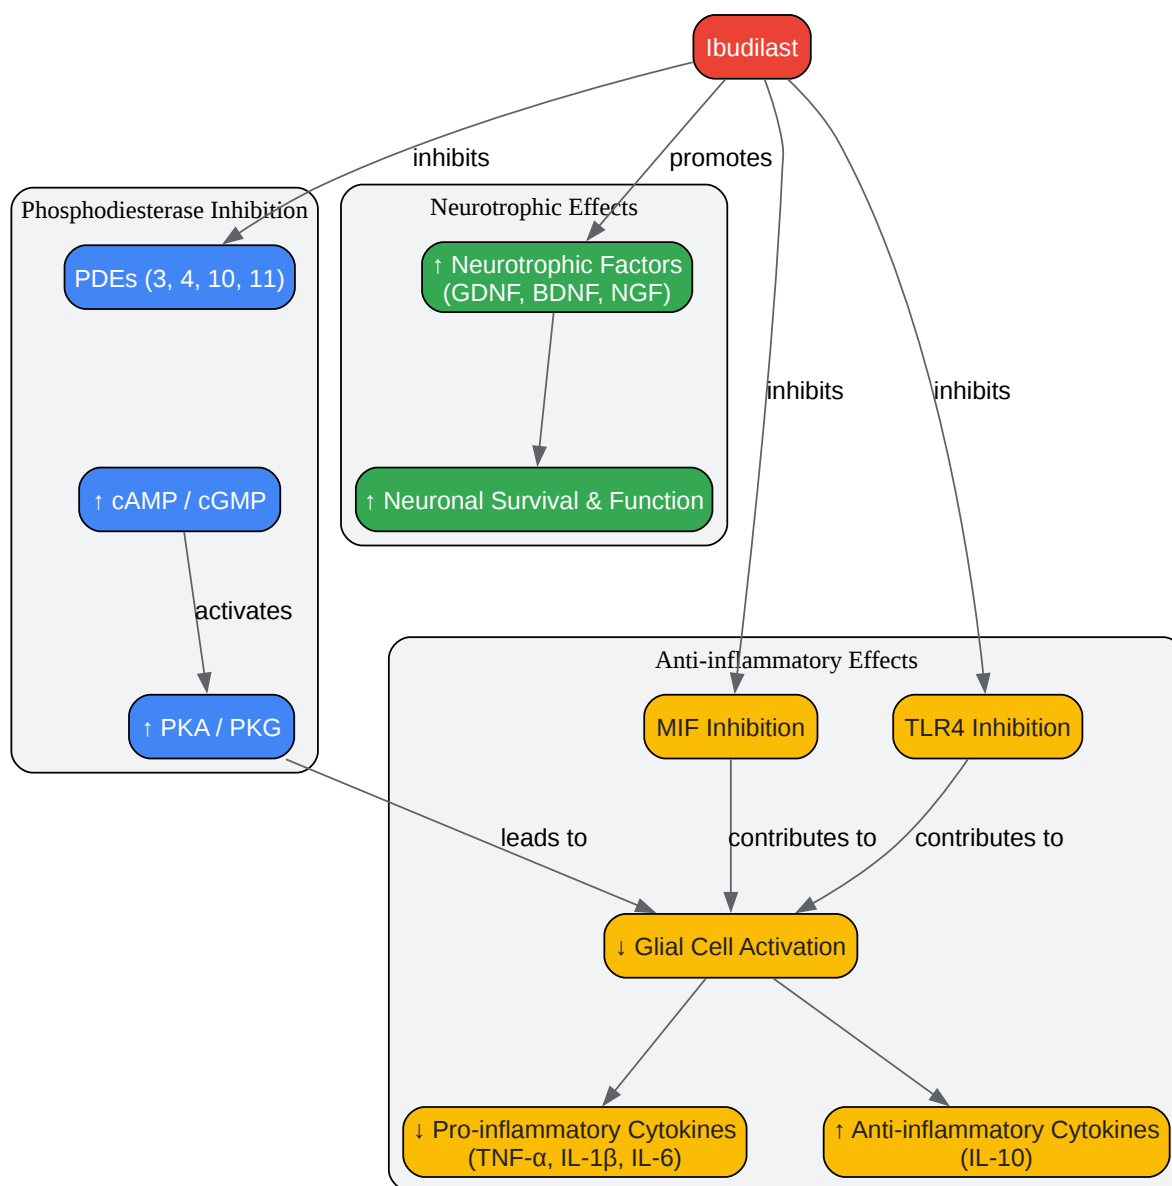 Ibudilast
inhibits
promotes
Phosphodiesterase Inhibition
Neurotrophic Effects
PDEs (3, 4, 10, 11)
↑ Neurotrophic Factors
(GDNF, BDNF, NGF)
inhibits
inhibits
↑ cAMP / cGMP
↑ Neuronal Survival & Function
activates
Anti-inflammatory Effects
↑ PKA / PKG
MIF Inhibition
TLR4 Inhibition
leads to
contributes to
contributes to
↓ Glial Cell Activation
↓ Pro-inflammatory Cytokines
(TNF-α, IL-1β, IL-6)
↑ Anti-inflammatory Cytokines
(IL-10)